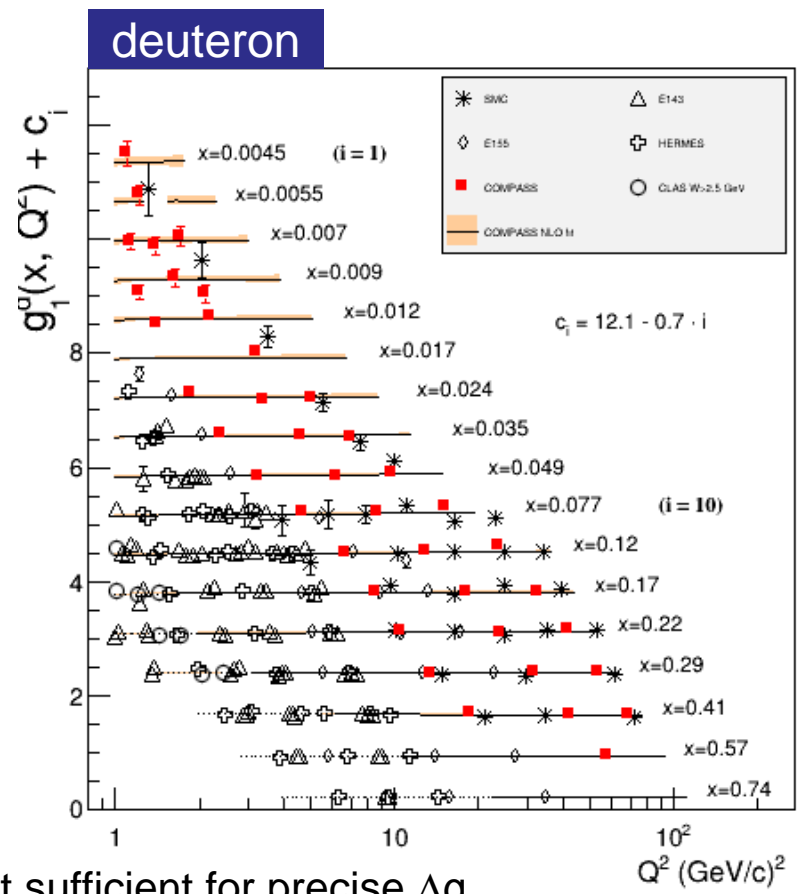 deuteron
g₁ᵈ(x, Q²) + cᵢ
SMC
E143
E155
HERMES
COMPASS
CLAS W>2.5 GeV
COMPASS NLO fit
x=0.0045 (i = 1)
x=0.0055
x=0.007
x=0.009
x=0.012
cᵢ = 12.1 - 0.7 · i
x=0.017
x=0.024
x=0.035
x=0.049
x=0.077 (i = 10)
x=0.12
x=0.17
x=0.22
x=0.29
x=0.41
x=0.57
x=0.74
8
6
4
2
0
1 10 10²
Q² (GeV/c)²
t sufficient for precise Δg